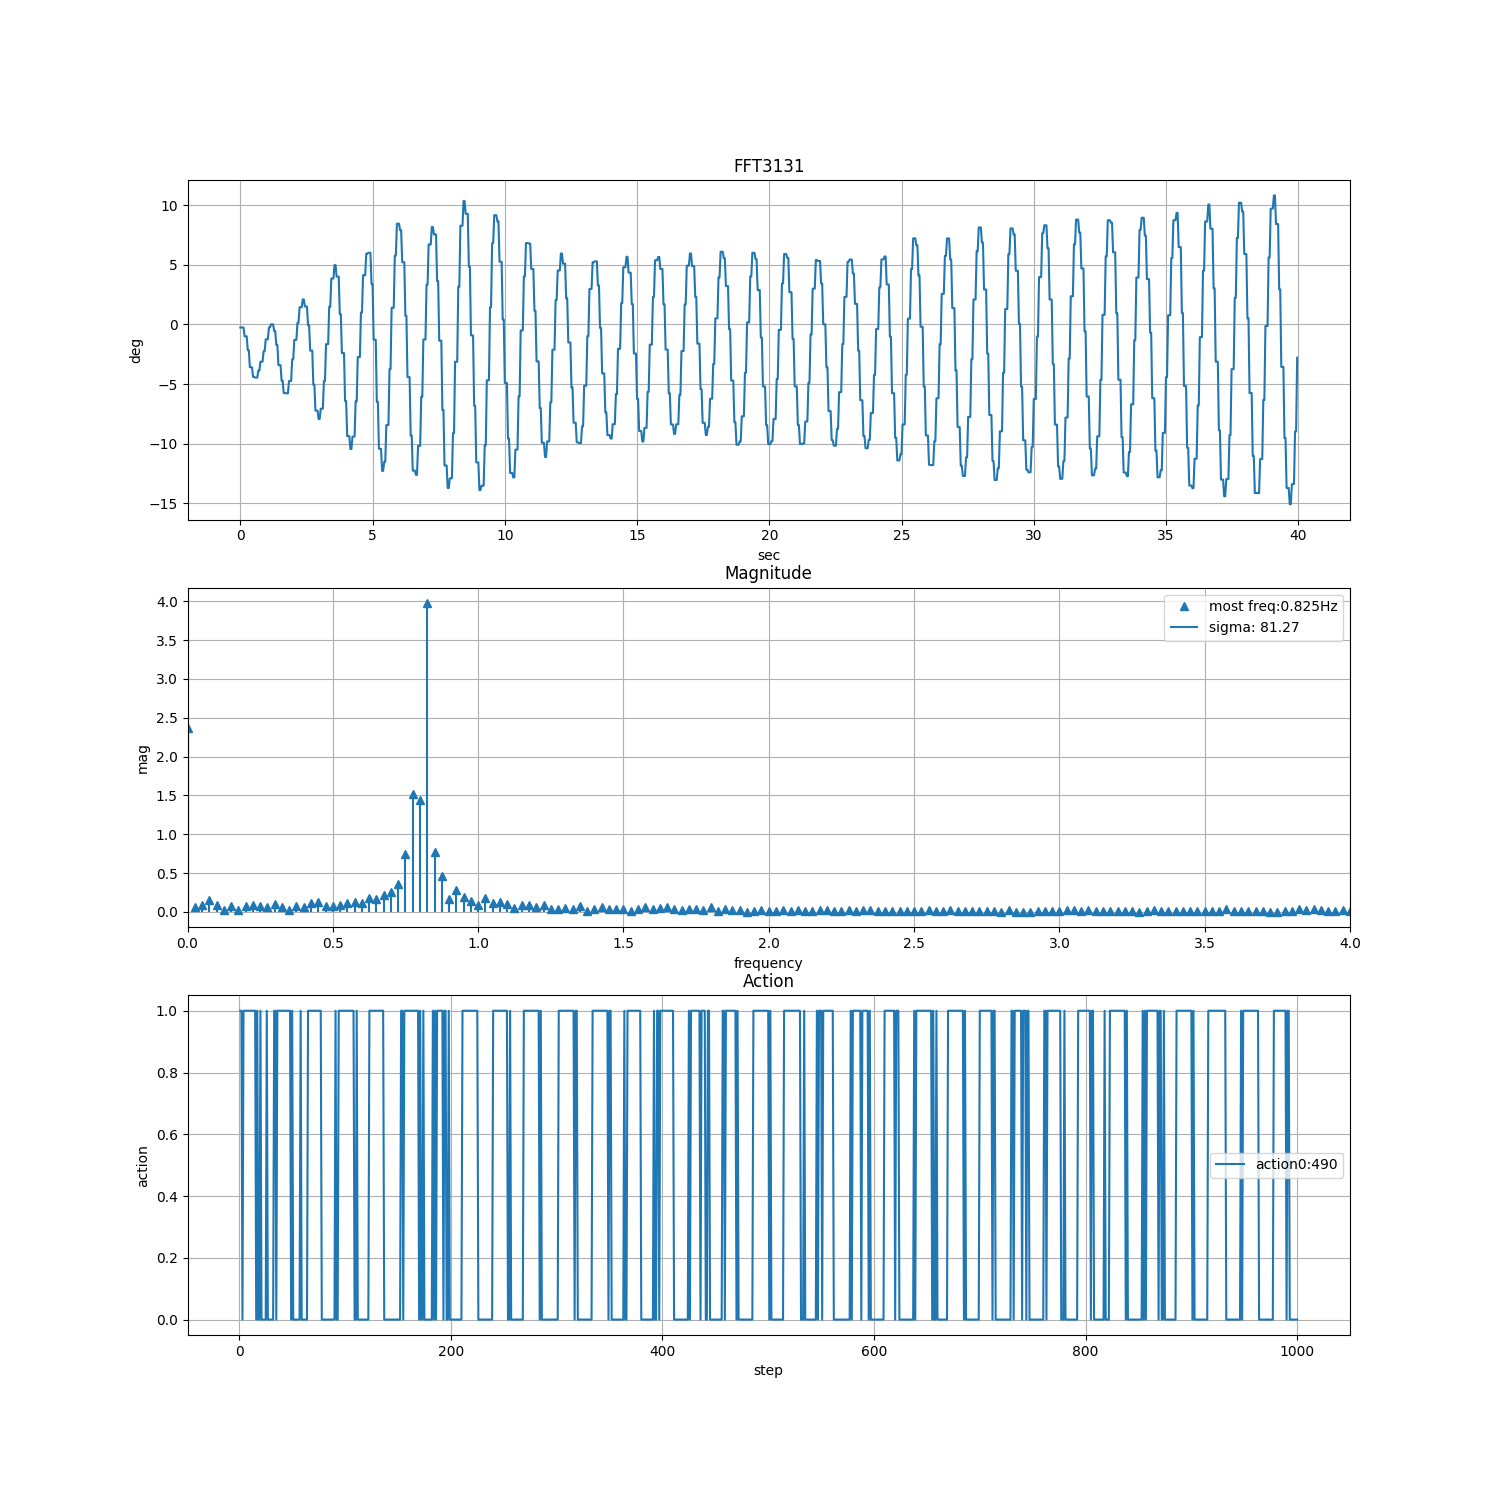 FFT3131
10
5
0
−5
−10
−15
deg
0 5 10 15 20 25 30 35 40
sec
Magnitude
4.0
3.5
3.0
2.5
2.0
1.5
1.0
0.5
0.0
mag
most freq:0.825Hz
sigma: 81.27
0.0 0.5 1.0 1.5 2.0 2.5 3.0 3.5 4.0
frequency
Action
1.0
0.8
0.6
0.4
0.2
0.0
action
action0:490
0 200 400 600 800 1000
step